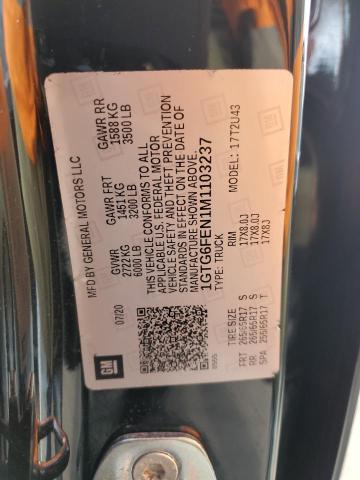 MFD BY GENERAL MOTORS LLC
07/20
GVWR
2722 KG
6000 LB
GAWR FRT
1451 KG
3200 LB
GAWR RR
1588 KG
3500 LB
THIS VEHICLE CONFORMS TO ALL
APPLICABLE U.S. FEDERAL MOTOR
VEHICLE SAFETY AND THEFT PREVENTION
STANDARDS IN EFFECT ON THE DATE OF
MANUFACTURE SHOWN ABOVE.
1GTG6FEN1M1103237
TYPE: TRUCK
MODEL: 17T2U43
TIRE SIZE RIM
FRT 265/65R17 S 17X8.0J
RR 265/65R17 S 17X8.0J
SPA 255/65R17 T 17X8J
GM